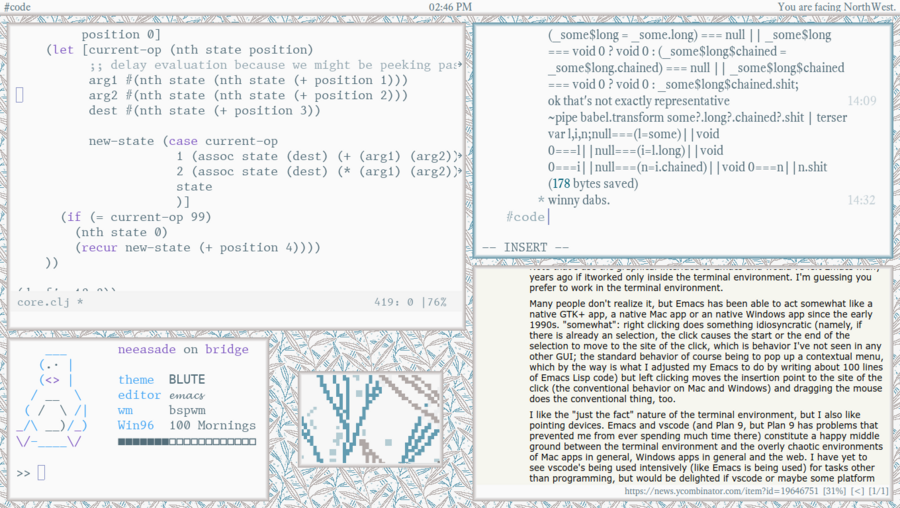 #code
02:46 PM
You are facing NorthWest.
position 0]
(let [current-op (nth state position)
;; delay evaluation because we might be peeking pas
arg1 #(nth state (nth state (+ position 1)))
arg2 #(nth state (nth state (+ position 2)))
dest #(nth state (+ position 3))
new-state (case current-op
1 (assoc state (dest) (+ (arg1) (arg2))
2 (assoc state (dest) (* (arg1) (arg2))
state
)]
(if (= current-op 99)
(nth state 0)
(recur new-state (+ position 4))))
))
core.clj *
419: 0 |76%
(_some$long = _some.long) === null || _some$long
=== void 0 ? void 0 : (_some$long$chained =
_some$long.chained) === null || _some$long$chained
=== void 0 ? void 0 : _some$long$chained.shit;
ok that's not exactly representative 14:09
~pipe babel.transform some?.long?.chained?.shit | terser
var l,i,n;null===(l=some)||void
0===l||null===(i=l.long)||void
0===i||null===(n=i.chained)||void 0===n||n.shit
(178 bytes saved)
* winny dabs. 14:32
#code
-- INSERT --
years ago if itworked only inside the terminal environment. I'm guessing you
prefer to work in the terminal environment.
Many people don't realize it, but Emacs has been able to act somewhat like a
native GTK+ app, a native Mac app or an native Windows app since the early
1990s. "somewhat": right clicking does something idiosyncratic (namely, if
there is already an selection, the click causes the start or the end of the
selection to move to the site of the click, which is behavior I've not seen in any
other GUI; the standard behavior of course being to pop up a contextual menu,
which by the way is what I adjusted my Emacs to do by writing about 100 lines
of Emacs Lisp code) but left clicking moves the insertion point to the site of the
click (the conventional behavior on Mac and Windows) and dragging the mouse
does the conventional thing, too.
I like the "just the fact" nature of the terminal environment, but I also like
pointing devices. Emacs and vscode (and Plan 9, but Plan 9 has problems that
prevented me from ever spending much time there) constitute a happy middle
ground between the terminal environment and the overly chaotic environments
of Mac apps in general, Windows apps in general and the web. I have yet to
see vscode's being used intensively (like Emacs is being used) for tasks other
than programming, but would be delighted if vscode or maybe some platform
https://news.ycombinator.com/item?id=19646751 [31%] [<] [1/1]
neeasade on bridge
theme BLUTE
editor emacs
wm bspwm
Win96 100 Mornings
>>